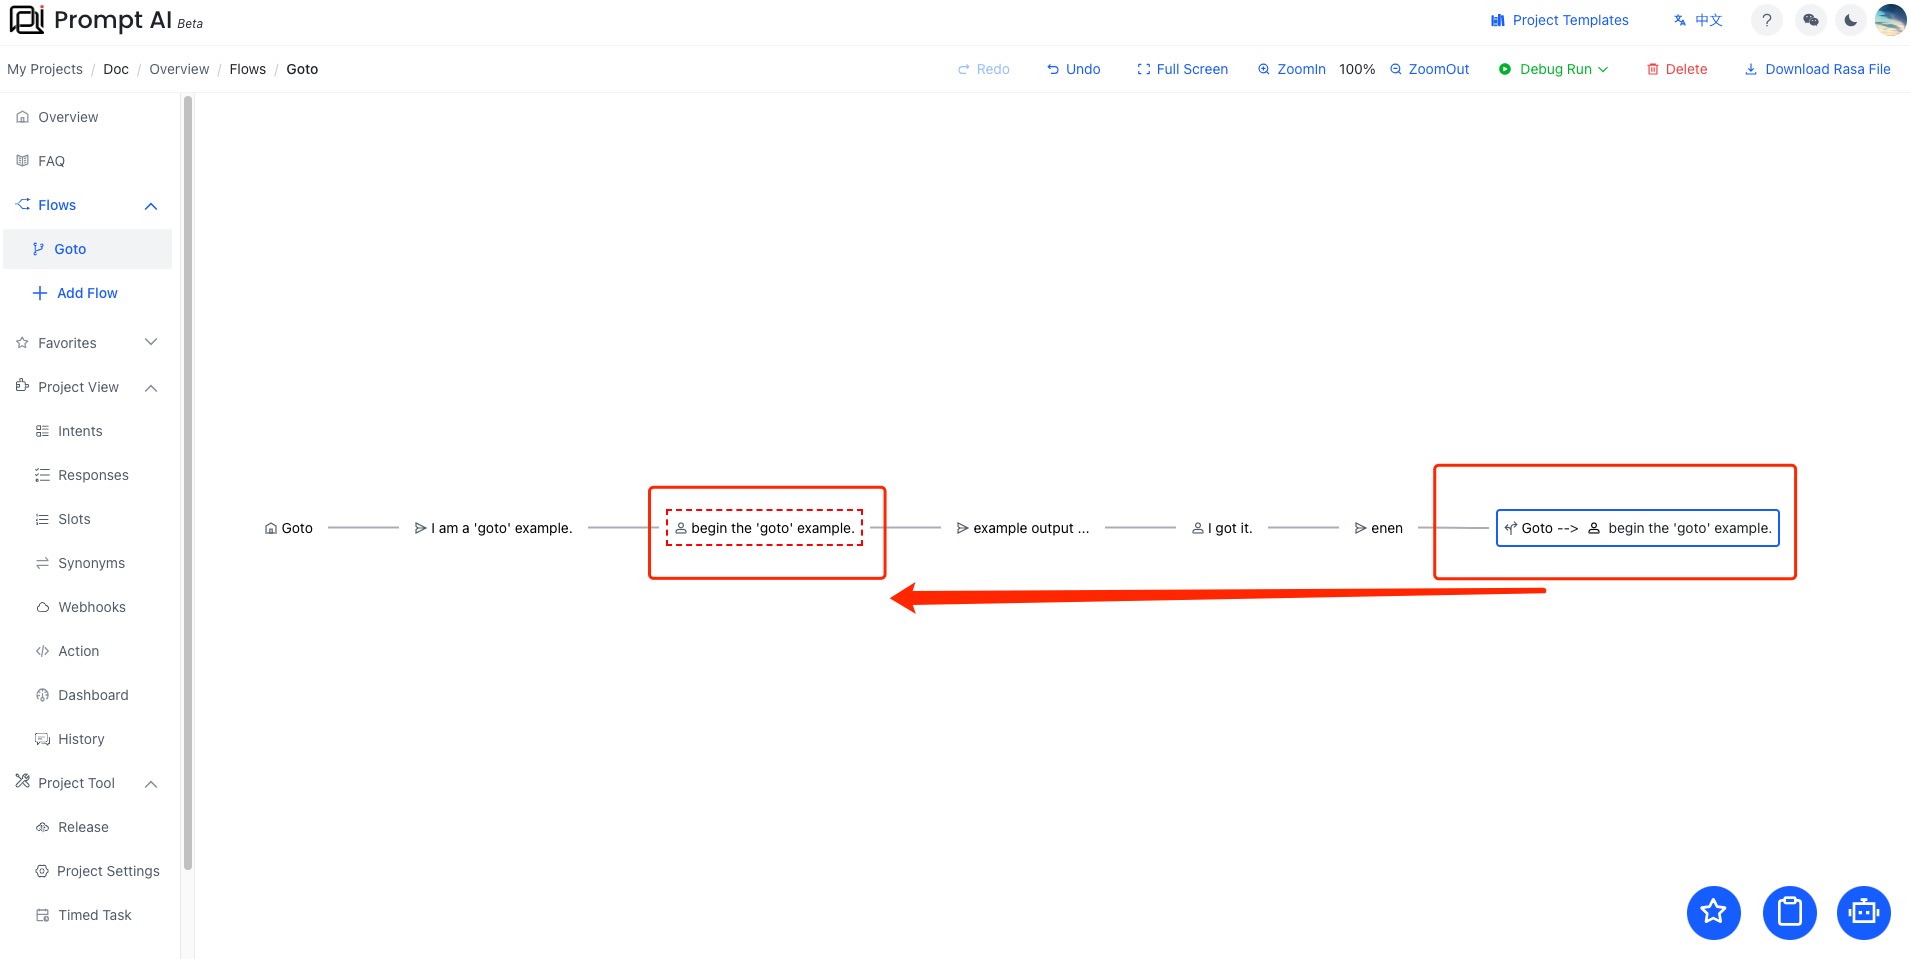 Prompt AI Beta
Project Templates
中文
?
My Projects / Doc / Overview / Flows / Goto
Redo
Undo
Full Screen
ZoomIn
100%
ZoomOut
Debug Run
Delete
Download Rasa File
Overview
FAQ
Flows
Goto
Add Flow
Favorites
Project View
Intents
Responses
Slots
Synonyms
Webhooks
Action
Dashboard
History
Project Tool
Release
Project Settings
Timed Task
Goto
I am a 'goto' example.
begin the 'goto' example.
example output ...
I got it.
enen
Goto --> begin the 'goto' example.